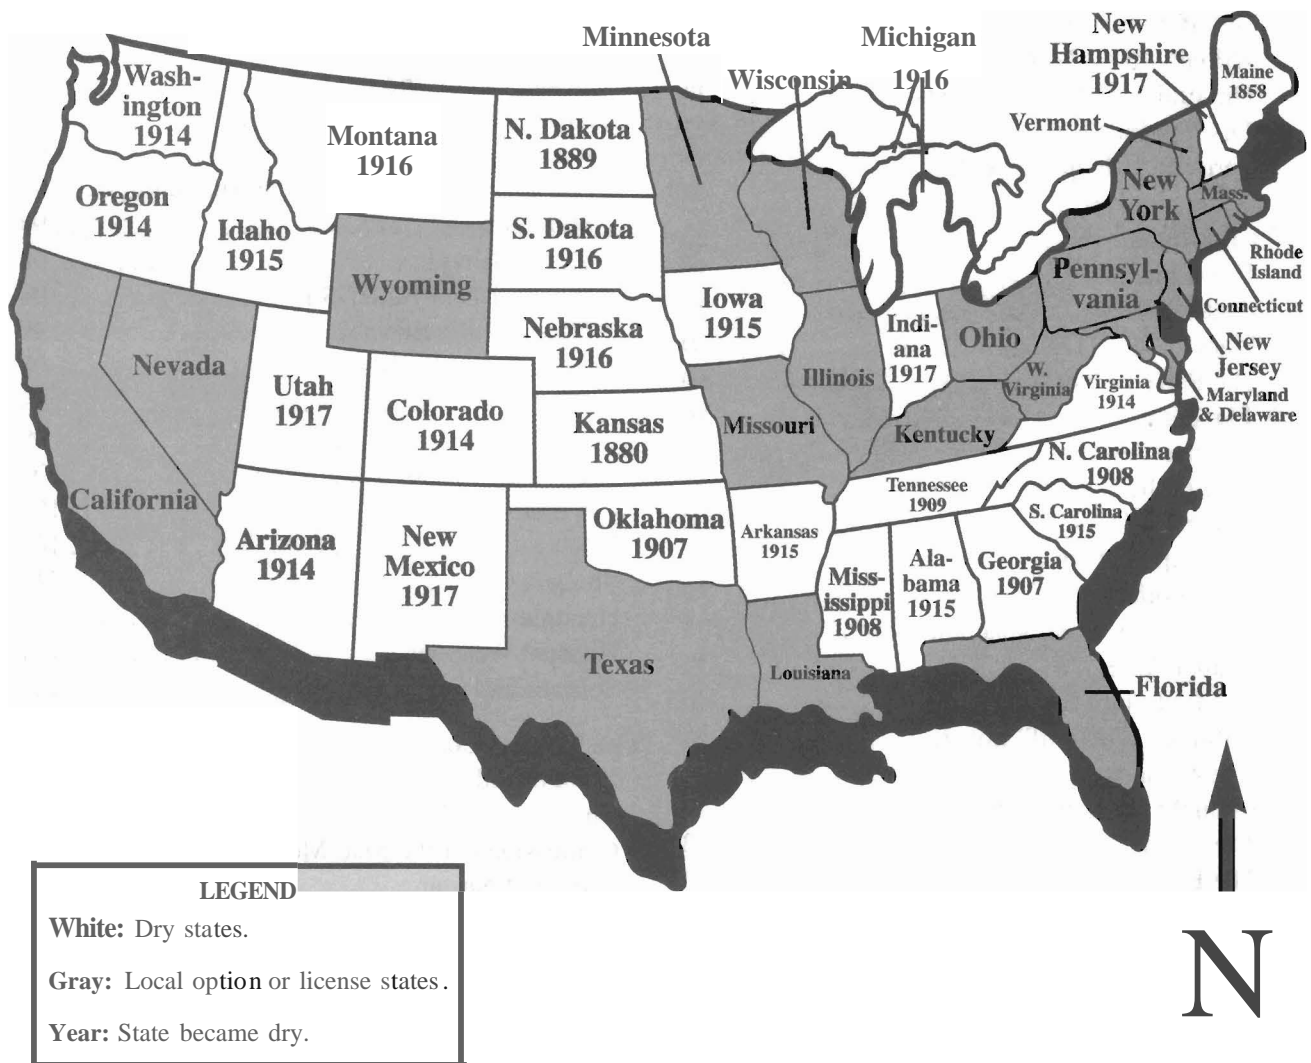 Minnesota
Michigan
1916
Wisconsin
New
Hampshire
1917
Maine
1858
Vermont
Wash-
ington
1914
Montana
1916
N. Dakota
1889
Oregon
1914
Idaho
1915
S. Dakota
1916
Wyoming
New
York
Mass.
Rhode
Island
Connecticut
Pennsyl-
vania
New
Jersey
Maryland
& Delaware
Iowa
1915
Nebraska
1916
Nevada
Utah
1917
Colorado
1914
Kansas
1880
Missouri
Illinois
Indi-
ana
1917
Ohio
W.
Virginia
Virginia
1914
Kentucky
N. Carolina
1908
Tennessee
1909
S. Carolina
1915
California
Arizona
1914
New
Mexico
1917
Oklahoma
1907
Arkansas
1915
Miss-
issippi
1908
Ala-
bama
1915
Georgia
1907
Texas
Louisiana
Florida
N
LEGEND
White: Dry states.
Gray: Local option or license states.
Year: State became dry.